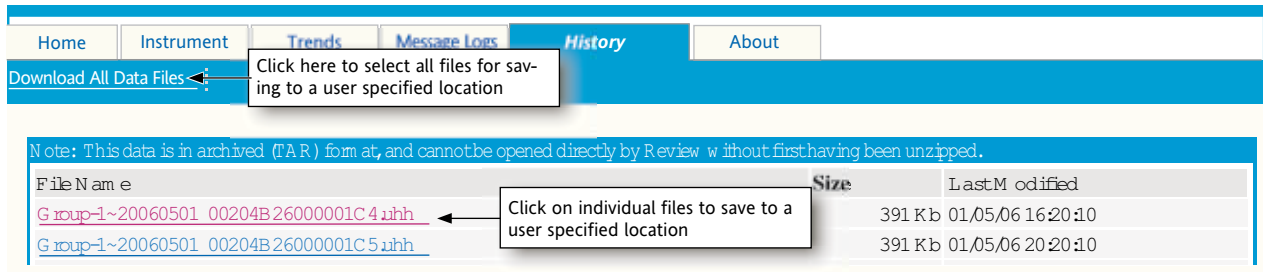 Home Instrument Trends Message Logs History About
Download All Data Files
Click here to select all files for sav-
ing to a user specified location
Note: This data is in archived (TAR) format, and cannot be opened directly by Review without first having been unzipped.
File Name Size Last Modified
Group-1~20060501 00204B26000001C4.uhh 391 Kb 01/05/06 16:20:10
Click on individual files to save to a
user specified location
Group-1~20060501 00204B26000001C5.uhh 391 Kb 01/05/06 20:20:10